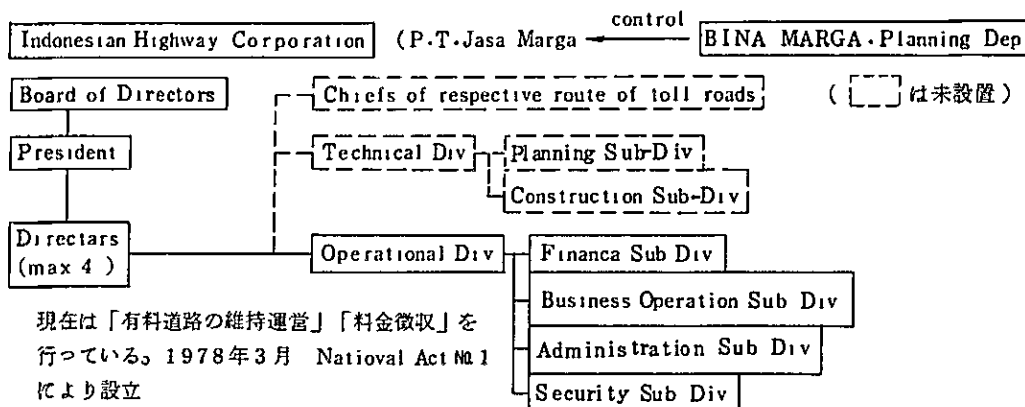 control
Indonesian Highway Corporation (P.T.Jasa Marga BINA MARGA.Planning Dep
Board of Directors Chiefs of respective route of toll roads ( は未設置)
President Technical Div Planning Sub-Div
Construction Sub-Div
Directars
(max 4 )
Operational Div Financa Sub Div
Business Operation Sub Div
現在は「有料道路の維持運営」「料金徴収」を
行っている。1978年3月 Natioval Act №1
により設立
Administration Sub Div
Security Sub Div